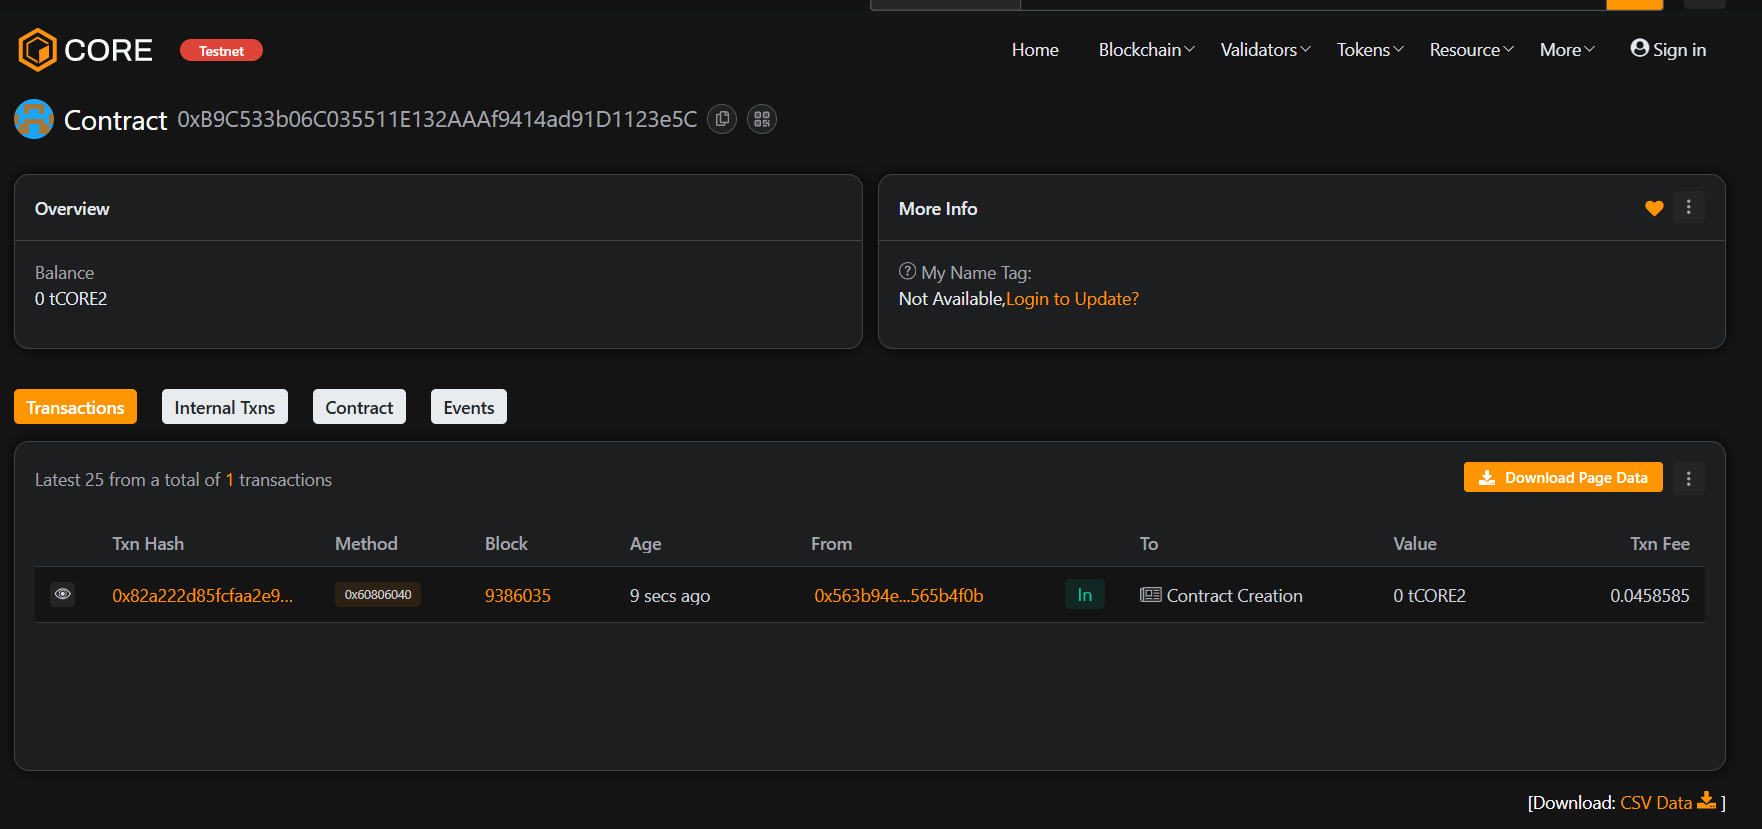 CORE Testnet Home Blockchain Validators Tokens Resource More Sign in
Contract 0xB9C533b06C035511E132AAAf9414ad91D1123e5C
Overview
Balance
0 tCORE2
More Info
My Name Tag:
Not Available,Login to Update?
Transactions Internal Txns Contract Events
Latest 25 from a total of 1 transactions
Download Page Data
Txn Hash Method Block Age From To Value Txn Fee
0x82a222d85fcfaa2e9... 0x60806040 9386035 9 secs ago 0x563b94e...565b4f0b In Contract Creation 0 tCORE2 0.0458585
[Download: CSV Data ]